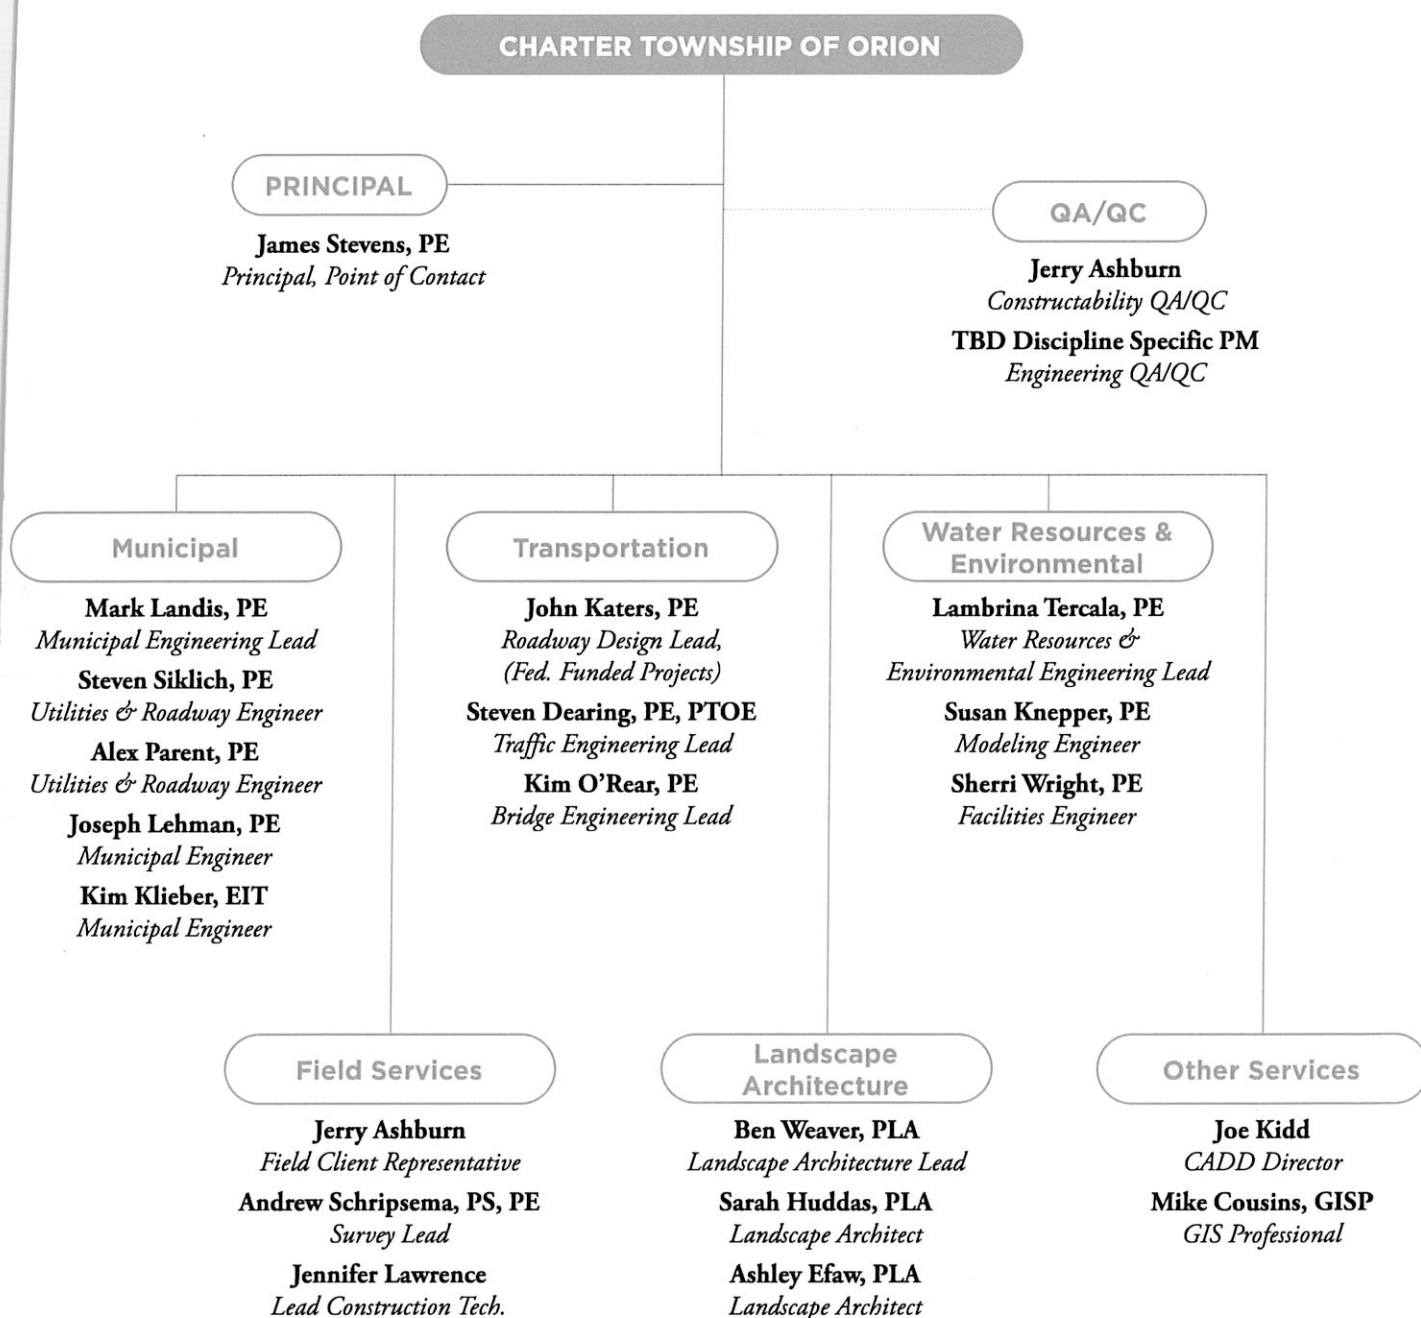 CHARTER TOWNSHIP OF ORION
PRINCIPAL
James Stevens, PE
Principal, Point of Contact
QA/QC
Jerry Ashburn
Constructability QA/QC
TBD Discipline Specific PM
Engineering QA/QC
Municipal
Mark Landis, PE
Municipal Engineering Lead
Steven Siklich, PE
Utilities & Roadway Engineer
Alex Parent, PE
Utilities & Roadway Engineer
Joseph Lehman, PE
Municipal Engineer
Kim Klieber, EIT
Municipal Engineer
Transportation
John Katers, PE
Roadway Design Lead,
(Fed. Funded Projects)
Steven Dearing, PE, PTOE
Traffic Engineering Lead
Kim O’Rear, PE
Bridge Engineering Lead
Water Resources &
Environmental
Lambrina Tercala, PE
Water Resources &
Environmental Engineering Lead
Susan Knepper, PE
Modeling Engineer
Sherri Wright, PE
Facilities Engineer
Field Services
Jerry Ashburn
Field Client Representative
Andrew Schripsema, PS, PE
Survey Lead
Jennifer Lawrence
Lead Construction Tech.
Landscape
Architecture
Ben Weaver, PLA
Landscape Architecture Lead
Sarah Huddas, PLA
Landscape Architect
Ashley Efaw, PLA
Landscape Architect
Other Services
Joe Kidd
CADD Director
Mike Cousins, GISP
GIS Professional